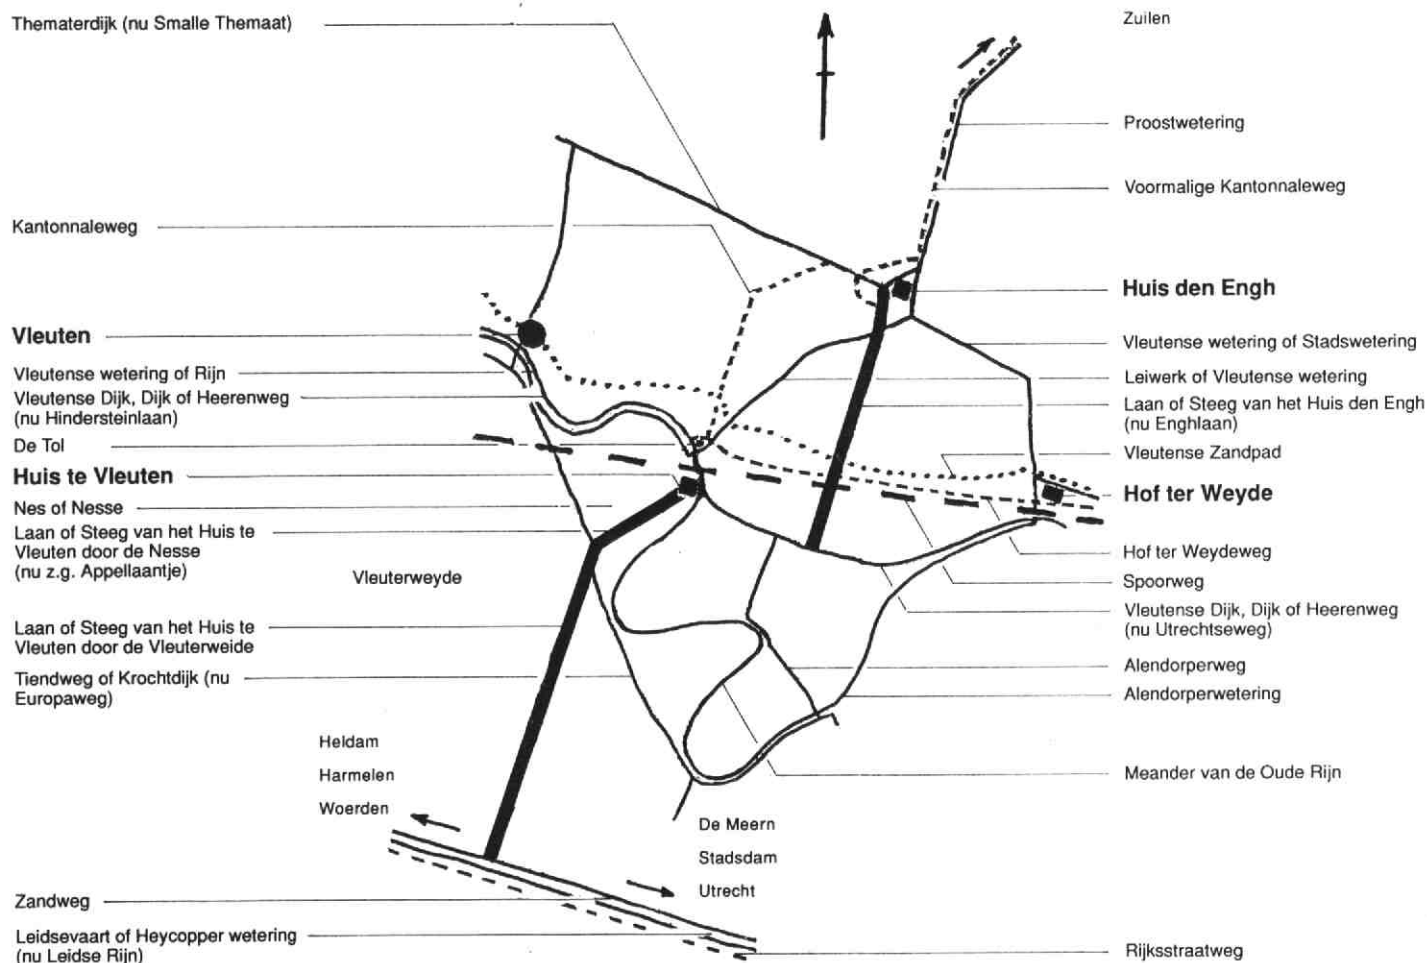 Thematerdijk (nu Smalle Themaat)
Kantonnaleweg
Vleuten
Vleutense wetering of Rijn
Vleutense Dijk, Dijk of Heerenweg
(nu Hindersteinlaan)
De Tol
Huis te Vleuten
Nes of Nesse
Laan of Steeg van het Huis te
Vleuten door de Nesse
(nu z.g. Appellaantje)
Vleuterweyde
Laan of Steeg van het Huis te
Vleuten door de Vleuterweide
Tiendweg of Krochtdijk (nu
Europaweg)
Heldam
Harmelen
Woerden
De Meern
Stadsdam
Utrecht
Zandweg
Leidsevaart of Heycopper wetering
(nu Leidse Rijn)
Zuilen
Proostwetering
Voormalige Kantonnaleweg
Huis den Engh
Vleutense wetering of Stadswetering
Leiwerk of Vleutense wetering
Laan of Steeg van het Huis den Engh
(nu Enghlaan)
Vleutense Zandpad
Hof ter Weyde
Hof ter Weydeweg
Spoorweg
Vleutense Dijk, Dijk of Heerenweg
(nu Utrechtseweg)
Alendorperweg
Alendorperwetering
Meander van de Oude Rijn
Rijksstraatweg